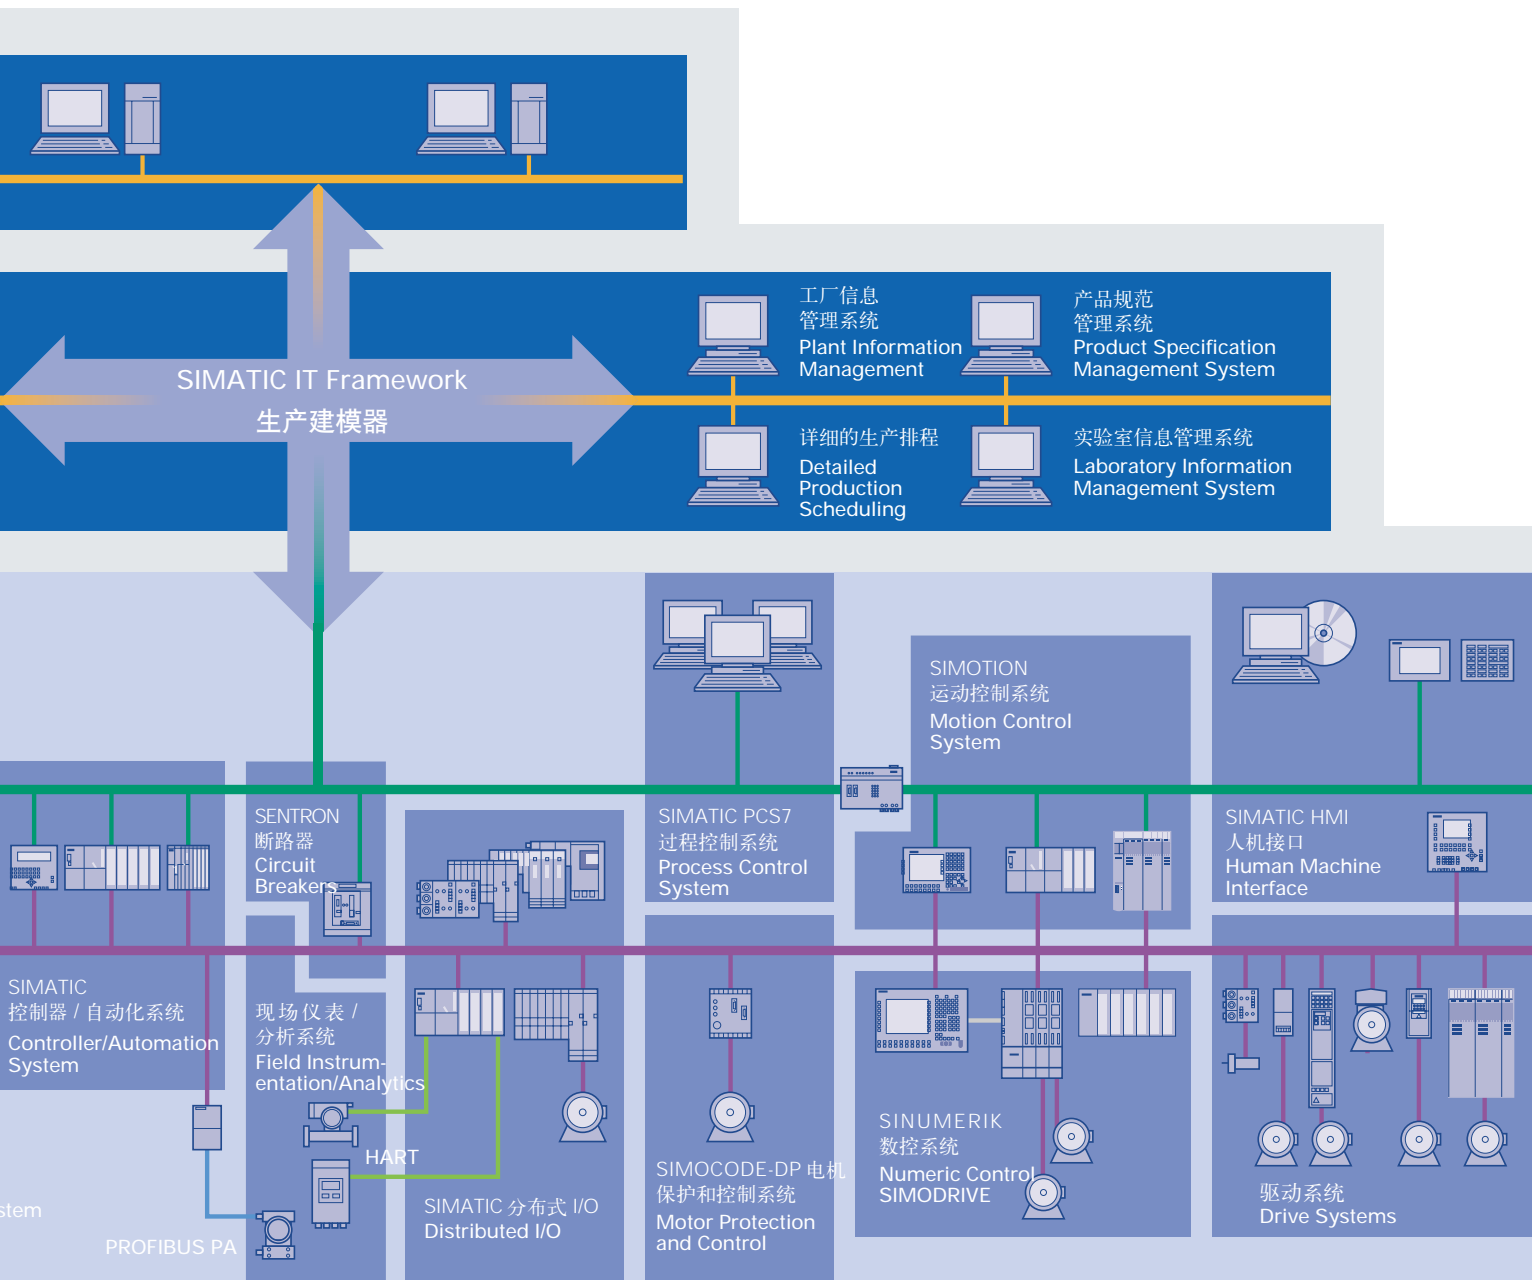 工厂信息
管理系统
Plant Information
Management
产品规范
管理系统
Product Specification
Management System
SIMATIC IT Framework
生产建模器
详细的生产排程
Detailed
Production
Scheduling
实验室信息管理系统
Laboratory Information
Management System
SIMOTION
运动控制系统
Motion Control
System
SENTRON
断路器
Circuit
Breakers
SIMATIC PCS7
过程控制系统
Process Control
System
SIMATIC HMI
人机接口
Human Machine
Interface
SIMATIC
控制器 / 自动化系统
Controller/Automation
System
现场仪表 /
分析系统
Field Instrum-
entation/Analytics
HART
SIMATIC 分布式 I/O
Distributed I/O
SIMOCODE-DP 电机
保护和控制系统
Motor Protection
and Control
SINUMERIK
数控系统
Numeric Control
SIMODRIVE
驱动系统
Drive Systems
stem
PROFIBUS PA